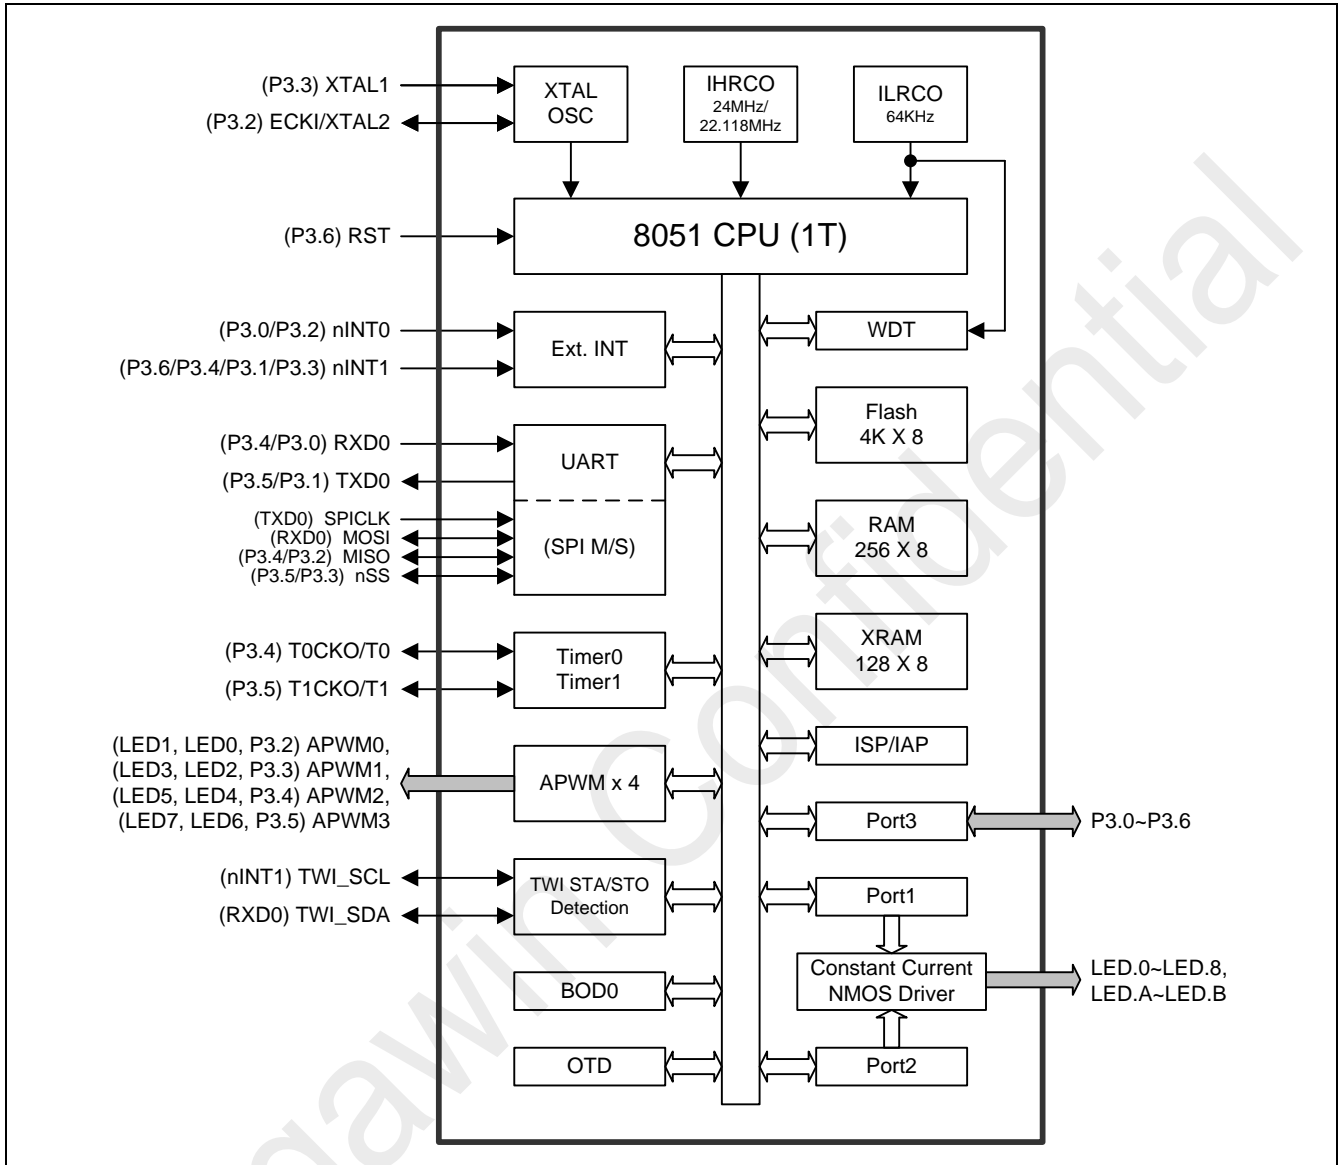 (P3.3) XTAL1
(P3.2) ECKI/XTAL2
XTAL
OSC
IHRCO
24MHz/
22.118MHz
ILRCO
64KHz
(P3.6) RST
8051 CPU (1T)
(P3.0/P3.2) nINT0
(P3.6/P3.4/P3.1/P3.3) nINT1
Ext. INT
WDT
Flash
4K X 8
(P3.4/P3.0) RXD0
(P3.5/P3.1) TXD0
UART
(TXD0) SPICLK
(RXD0) MOSI
(P3.4/P3.2) MISO
(P3.5/P3.3) nSS
(SPI M/S)
RAM
256 X 8
XRAM
128 X 8
(P3.4) T0CKO/T0
(P3.5) T1CKO/T1
Timer0
Timer1
ISP/IAP
(LED1, LED0, P3.2) APWM0,
(LED3, LED2, P3.3) APWM1,
(LED5, LED4, P3.4) APWM2,
(LED7, LED6, P3.5) APWM3
APWM x 4
Port3
P3.0~P3.6
(nINT1) TWI_SCL
(RXD0) TWI_SDA
TWI STA/STO
Detection
Port1
Constant Current
NMOS Driver
LED.0~LED.8,
LED.A~LED.B
BOD0
OTD
Port2
gawin Confidential